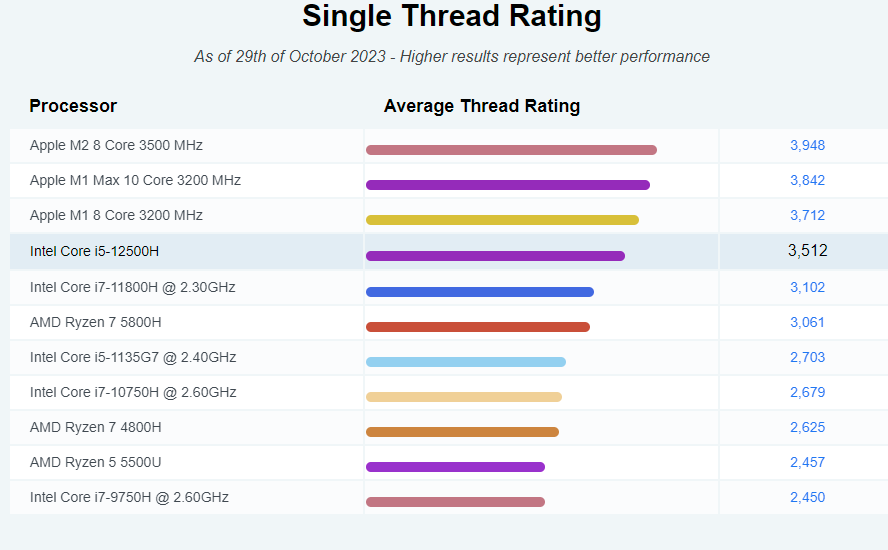 Single Thread Rating
As of 29th of October 2023 - Higher results represent better performance
Processor Average Thread Rating
Apple M2 8 Core 3500 MHz 3,948
Apple M1 Max 10 Core 3200 MHz 3,842
Apple M1 8 Core 3200 MHz 3,712
Intel Core i5-12500H 3,512
Intel Core i7-11800H @ 2.30GHz 3,102
AMD Ryzen 7 5800H 3,061
Intel Core i5-1135G7 @ 2.40GHz 2,703
Intel Core i7-10750H @ 2.60GHz 2,679
AMD Ryzen 7 4800H 2,625
AMD Ryzen 5 5500U 2,457
Intel Core i7-9750H @ 2.60GHz 2,450